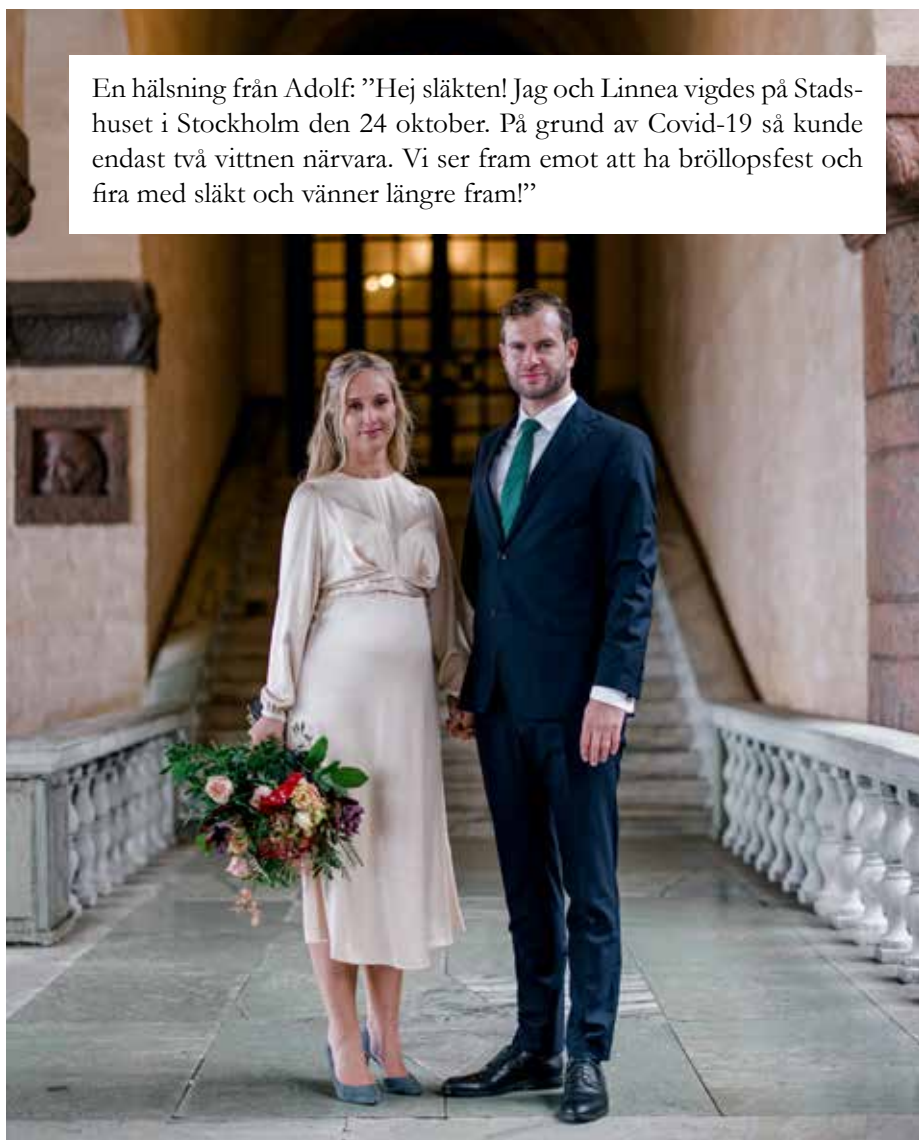 En hälsning från Adolf: ”Hej släkten! Jag och Linnea vigdes på Stads-
huset i Stockholm den 24 oktober. På grund av Covid-19 så kunde
endast två vittnen närvara. Vi ser fram emot att ha bröllopsfest och
fira med släkt och vänner längre fram!”